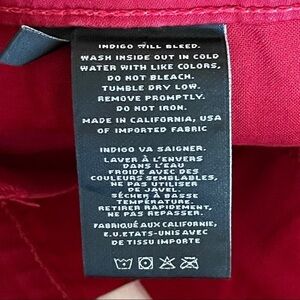 INDIGO WILL BLEED.
WASH INSIDE OUT IN COLD
WATER WITH LIKE COLORS,
DO NOT BLEACH.
TUMBLE DRY LOW.
REMOVE PROMPTLY.
DO NOT IRON.
MADE IN CALIFORNIA, USA
OF IMPORTED FABRIC
INDIGO VA SAIGNER.
LAVER À L'ENVERS
DANS L'EAU
FROIDE AVEC DES
COULEURS SEMBLABLES,
NE PAS UTILISER
DE JAVEL.
SÉCHER À BASSE
TEMPÉRATURE.
RETIRER RAPIDEMENT,
NE PAS REPASSER.
FABRIQUÉ AUX CALIFORNIE,
E.U.ETATS-UNIS AVEC
DE TISSU IMPORTE